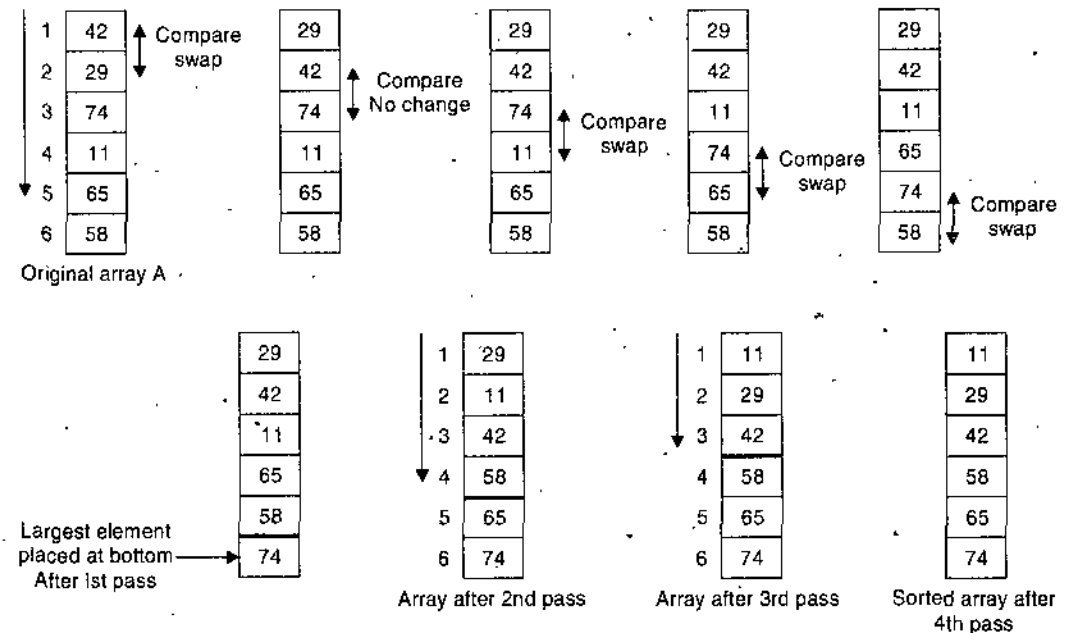 1 42 Compare
swap
2 29
3 74
4 11
5 65
6 58
Original array A
29
42 Compare
No change
74
11
65
58
29
42
74 Compare
swap
11
65
58
29
42
11
74 Compare
swap
65
58
29
42
11
65
74 Compare
swap
58
29
42
11
65
58
74
Largest element
placed at bottom
After Ist pass
1 29
2 11
3 42
4 58
5 65
6 74
Array after 2nd pass
1 11
2 29
3 42
4 58
5 65
6 74
Array after 3rd pass
11
29
42
58
65
74
Sorted array after
4th pass